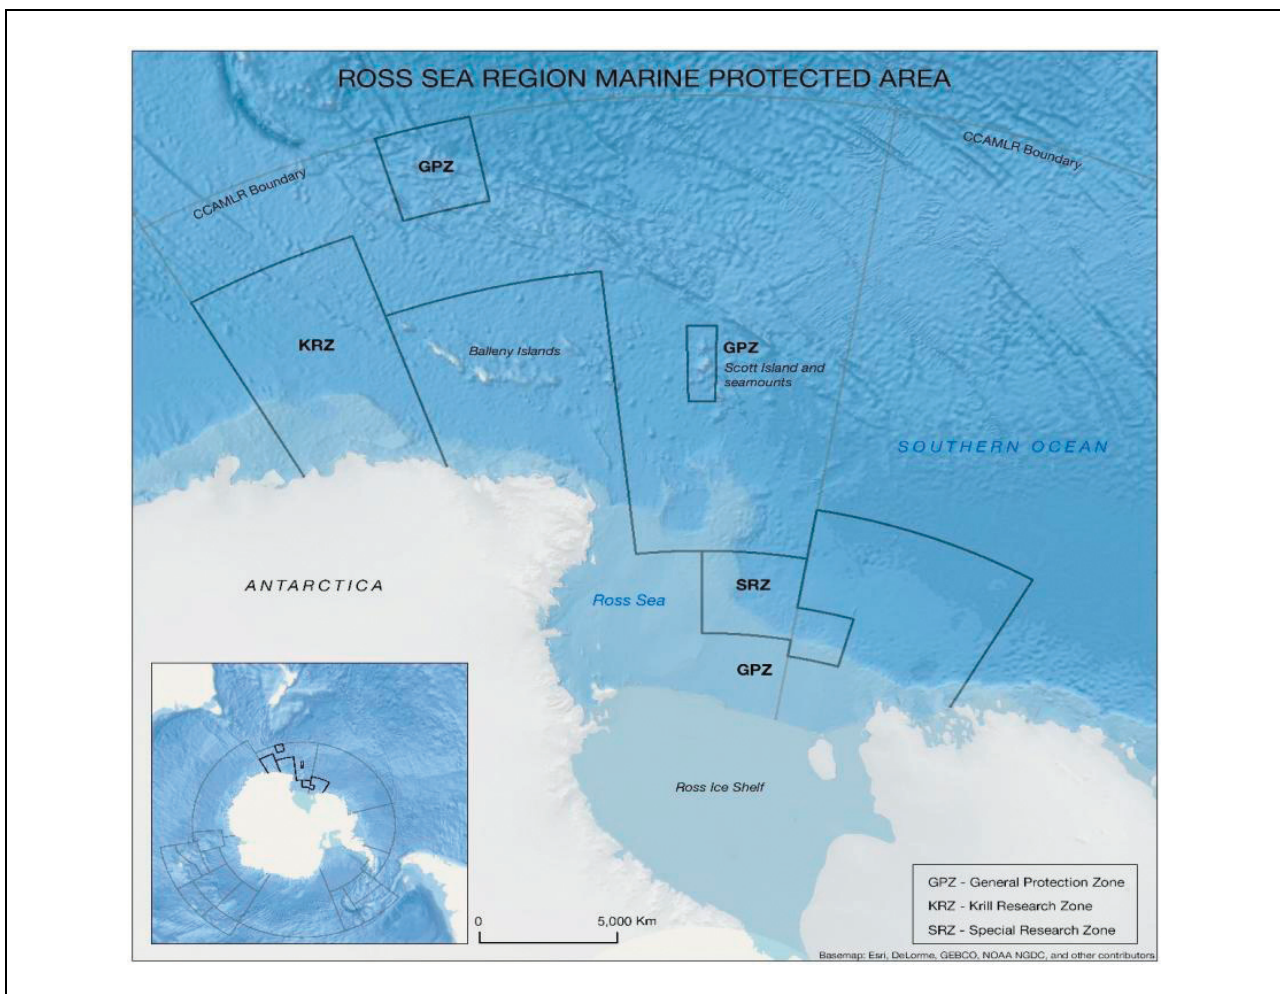 ROSS SEA REGION MARINE PROTECTED AREA
CCAMLR Boundary
GPZ
CCAMLR Boundary
KRZ
Balleny Islands
GPZ
Scott Island and
seamounts
SOUTHERN OCEAN
ANTARCTICA
Ross Sea
SRZ
GPZ
Ross Ice Shelf
GPZ - General Protection Zone
KRZ - Krill Research Zone
SRZ - Special Research Zone
0
5,000 Km
Basemap: Esri, DeLorme, GEBCO, NOAA NGDC, and other contributors